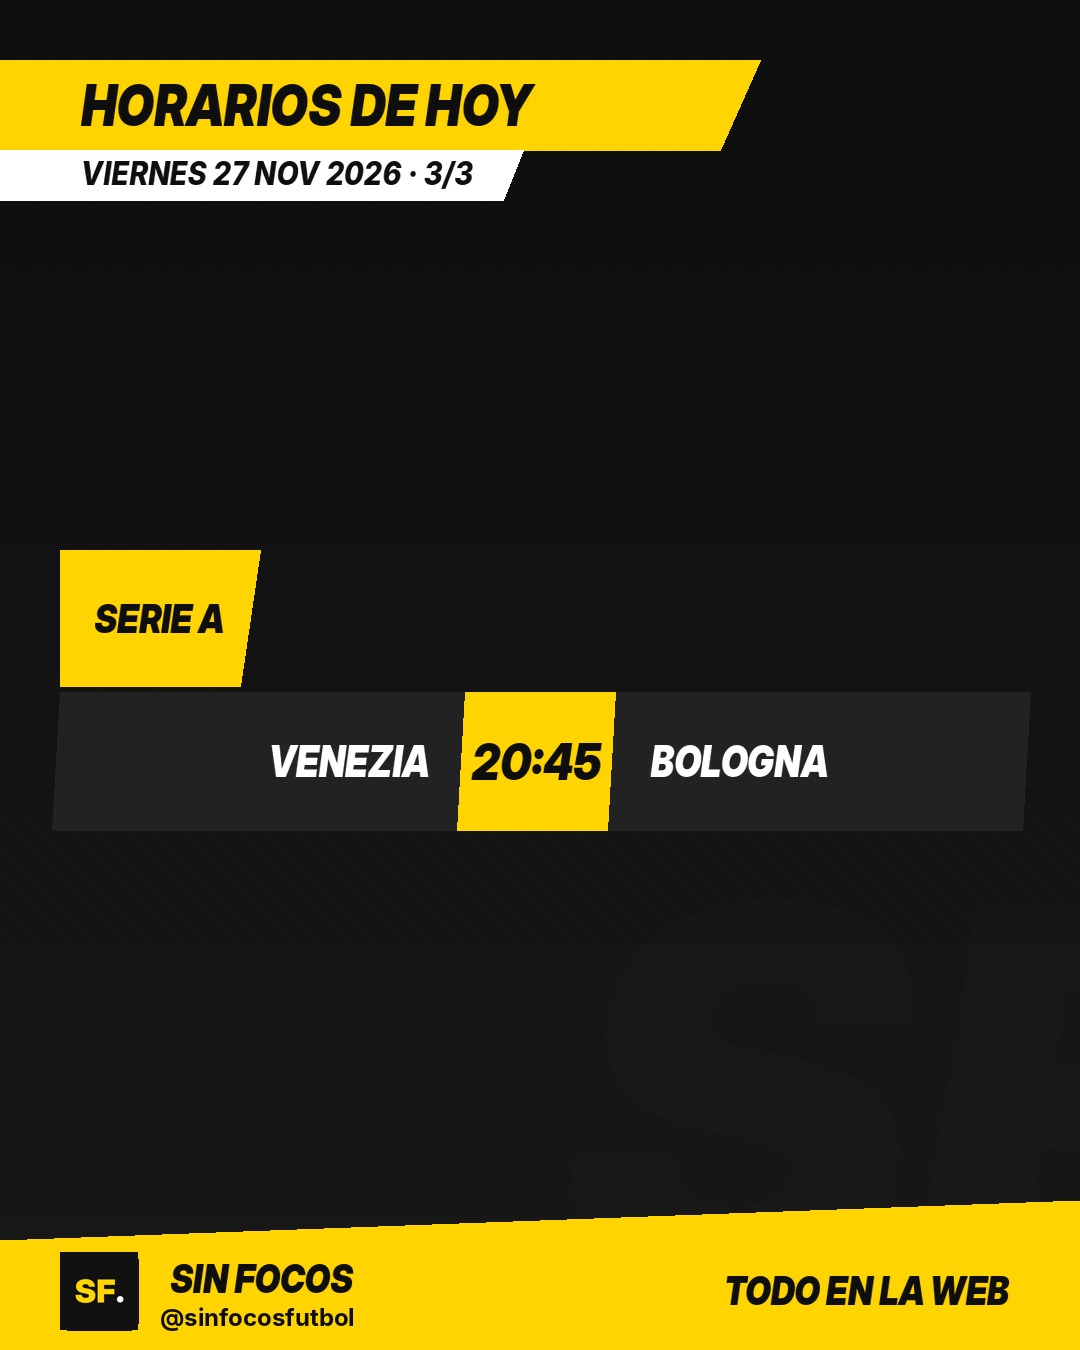 HORARIOS DE HOY
VIERNES 27 NOV 2026 · 3/3
SERIE A
VENEZIA 20:45 BOLOGNA
SF
SF.
SIN FOCOS
@sinfocosfutbol
TODO EN LA WEB